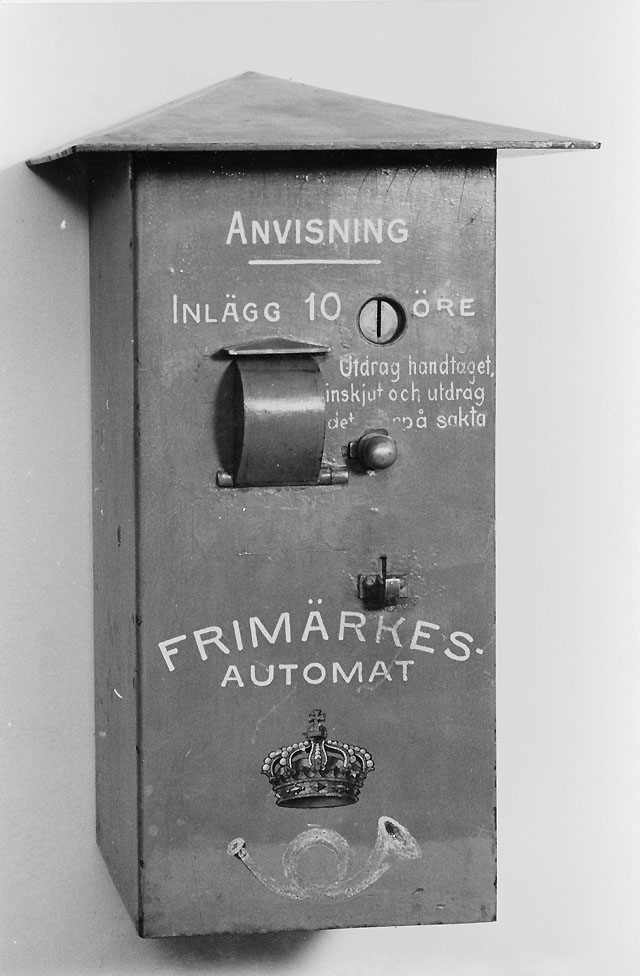 ANVISNING
INLÄGG 10 ÖRE
Utdrag handtaget,
inskjut och utdrag
det på sakta
FRIMÄRKES-
AUTOMAT